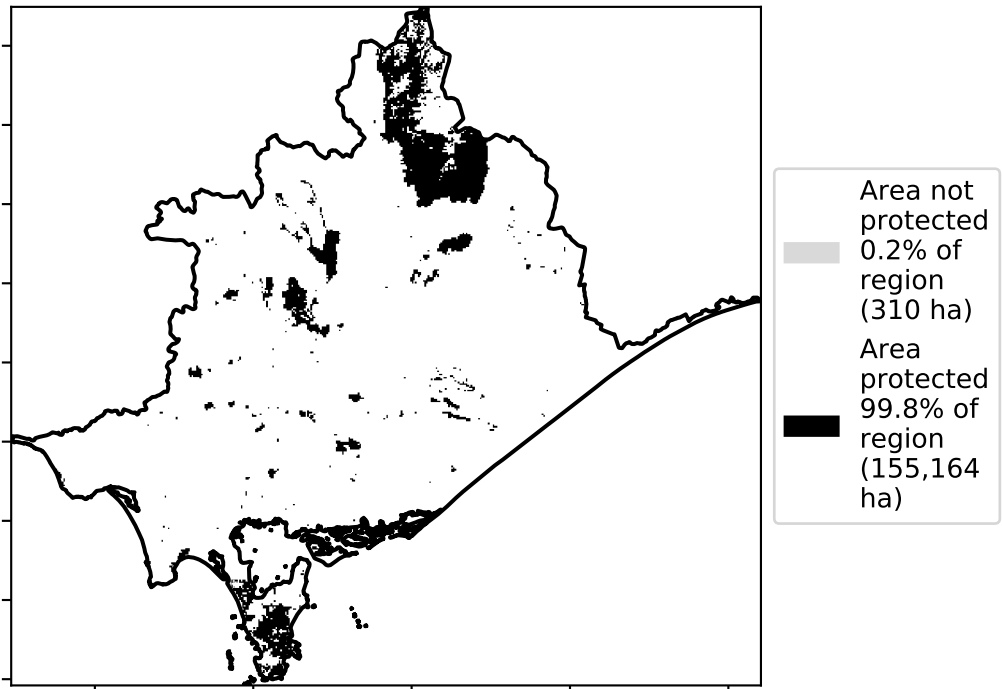 Area not
protected
0.2% of
region
(310 ha)
Area
protected
99.8% of
region
(155,164
ha)